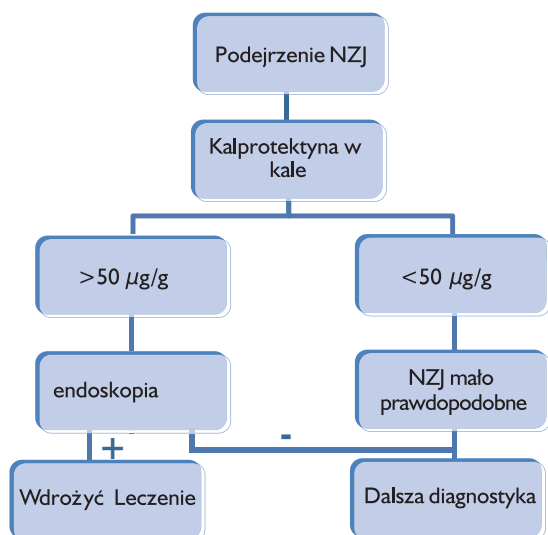 Podejrzenie NZJ
Kalprotektyna w
kale
>50 µg/g
<50 µg/g
endoskopia
NZJ mało
prawdopodobne
+
-
Wdrożyć Leczenie
Dalsza diagnostyka